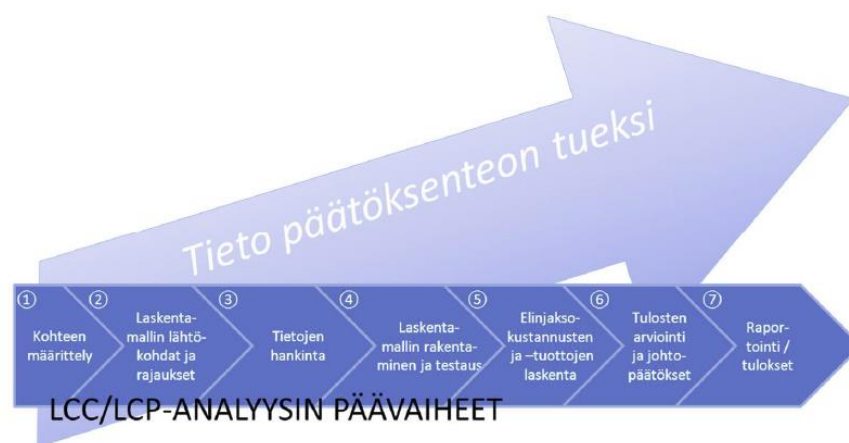 Tieto päätöksenteon tueksi
①
Kohteen
määrittely
②
Laskenta-
mallin lähtö-
kohdat ja
rajaukset
③
Tietojen
hankinta
④
Laskenta-
mallin rakenta-
minen ja testaus
⑤
Elinjakso-
kustannusten
ja –tuottojen
laskenta
⑥
Tulosten
arviointi
ja johto-
päätökset
⑦
Rapor-
tointi /
tulokset
LCC/LCP-ANALYYSIN PÄÄVAIHEET